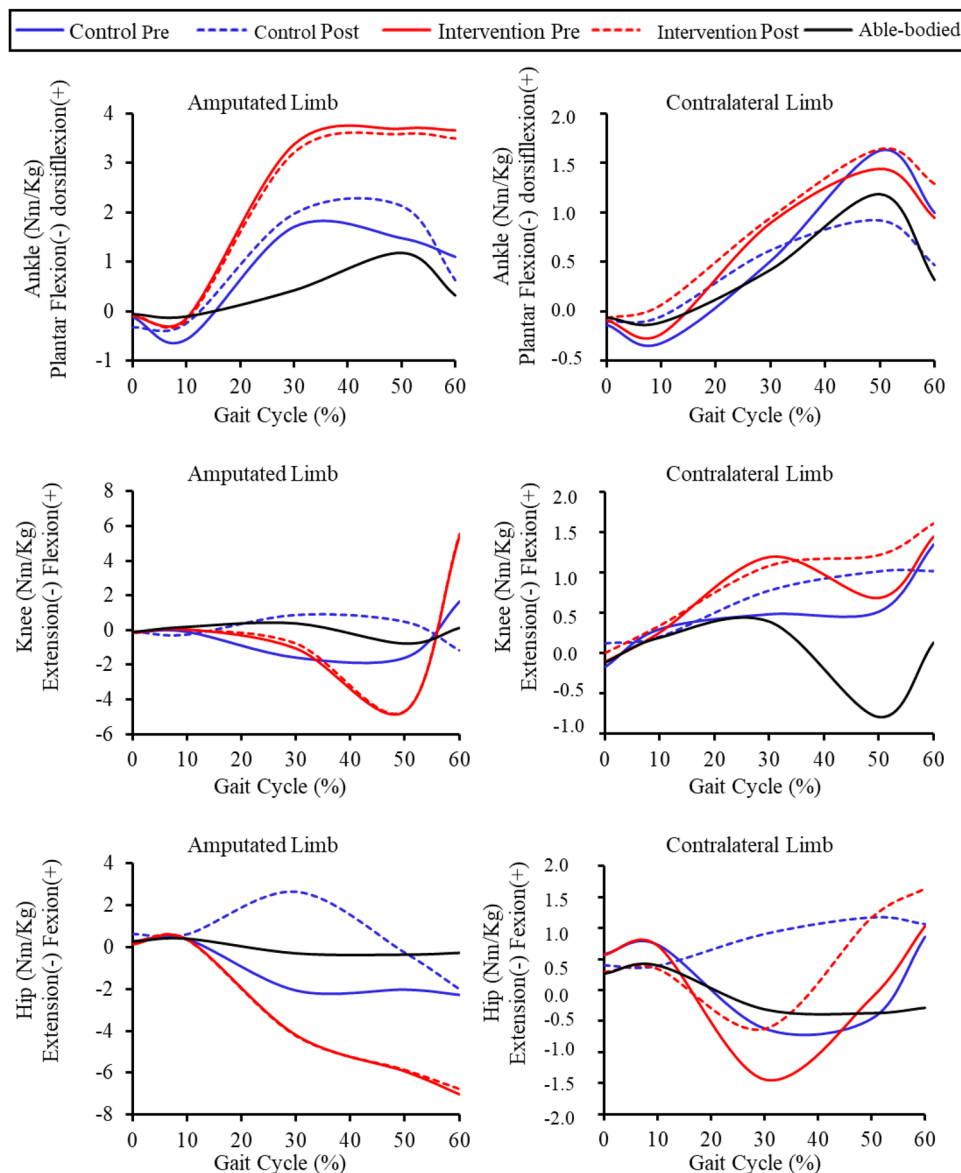 Control Pre Control Post Intervention Pre Intervention Post Able-bodied
Amputated Limb
Ankle (Nm/Kg)
Plantar Flexion(-) dorsifllexion(+)
4
3
2
1
0
-1
0 10 20 30 40 50 60
Gait Cycle (%)
Contralateral Limb
Ankle (Nm/Kg)
Plantar Flexion(-) dorsiflexion(+)
2.0
1.5
1.0
0.5
0.0
-0.5
0 10 20 30 40 50 60
Gait Cycle (%)
Amputated Limb
Knee (Nm/Kg)
Extension(-) Flexion(+)
8
6
4
2
0
-2
-4
-6
0 10 20 30 40 50 60
Gait Cycle (%)
Contralateral Limb
Knee (Nm/Kg)
Extension(-) Flexion(+)
2.0
1.5
1.0
0.5
0.0
-0.5
-1.0
0 10 20 30 40 50 60
Gait Cycle (%)
Amputated Limb
Hip (Nm/Kg)
Extension(-) Fexion(+)
4
2
0
-2
-4
-6
-8
0 10 20 30 40 50 60
Gait Cycle (%)
Contralateral Limb
Hip (Nm/Kg)
Extension(-) Fexion(+)
2.0
1.5
1.0
0.5
0.0
-0.5
-1.0
-1.5
-2.0
0 10 20 30 40 50 60
Gait Cycle (%)